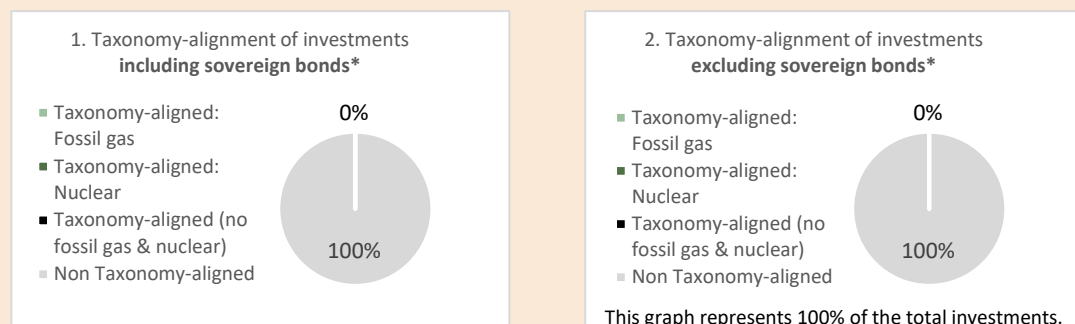 1. Taxonomy-alignment of investments
including sovereign bonds*
Taxonomy-aligned:
Fossil gas
Taxonomy-aligned:
Nuclear
Taxonomy-aligned (no
fossil gas & nuclear)
Non Taxonomy-aligned
0%
100%
2. Taxonomy-alignment of investments
excluding sovereign bonds*
Taxonomy-aligned:
Fossil gas
Taxonomy-aligned:
Nuclear
Taxonomy-aligned (no
fossil gas & nuclear)
Non Taxonomy-aligned
0%
100%
This graph represents 100% of the total investments.